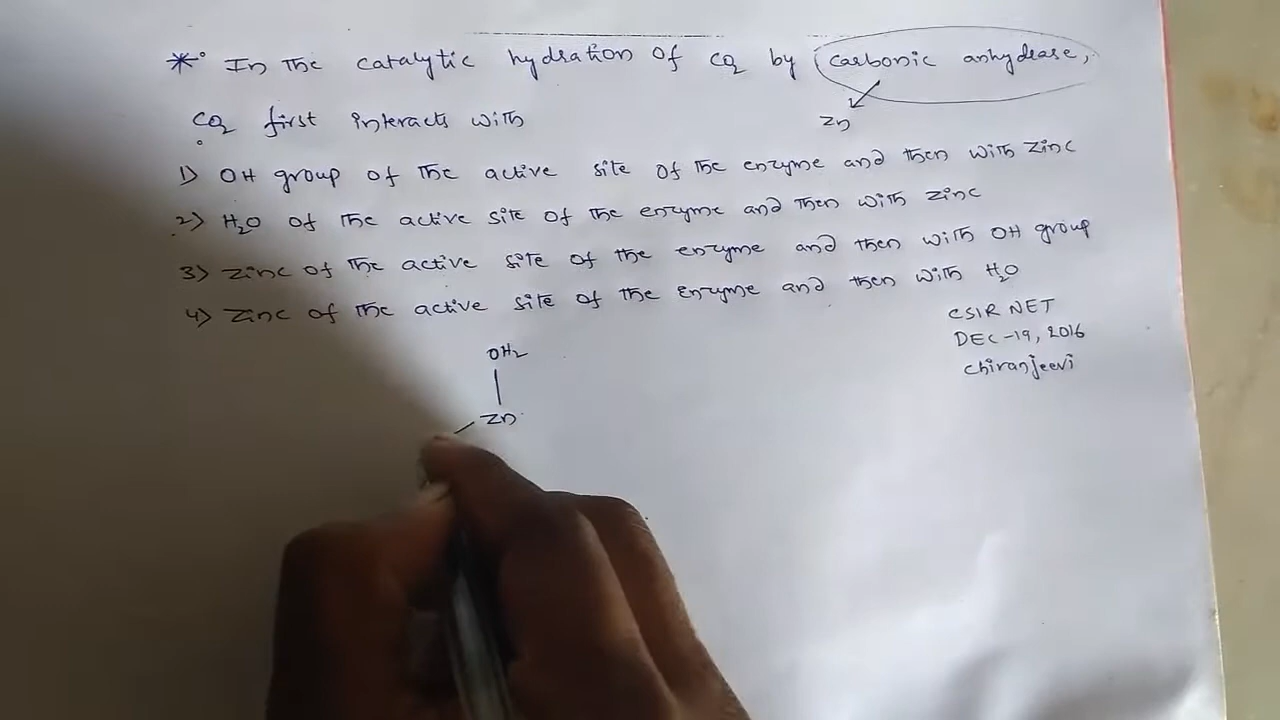 * In The catalytic hydration of CO2 by carbonic anhydrase,
CO2 first interacts with
Zn
1) OH group of The active site of the enzyme and then with zinc
2) H2O of The active site of the enzyme and then with zinc
3) zinc of the active site of the enzyme and then with OH group
4) zinc of the active site of the enzyme and then with H2O
CSIR NET
DEC-19, 2016
chiranjeevi
OH2
Zn